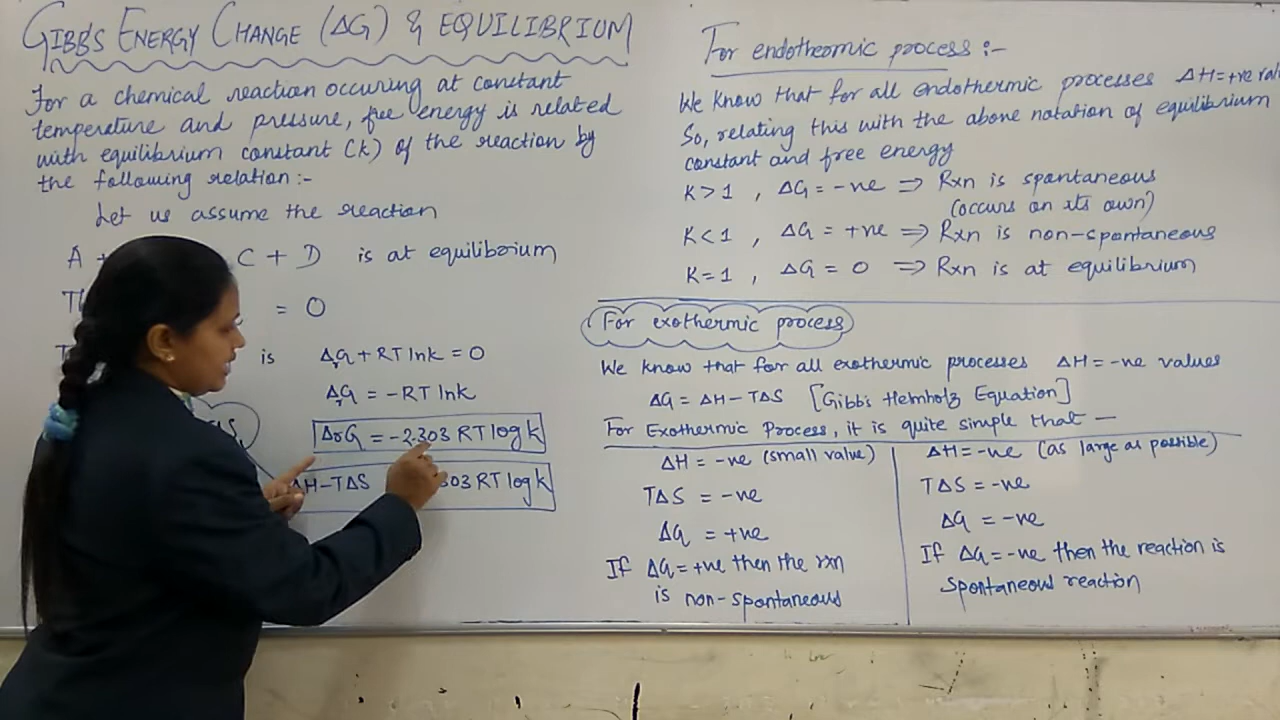 GIBB'S ENERGY CHANGE (ΔG) & EQUILIBRIUM
For a chemical reaction occuring at constant
temperature and pressure, free energy is related
with equilibrium constant (k) of the reaction by
the following relation:-
Let us assume the reaction
A + C + D is at equilibrium
= 0
is ΔrG + RT lnk = 0
ΔrG = -RT lnk
ΔrG = -2.303 RT log k
ΔH-TΔS 303 RT log k
For endothermic process :-
We know that for all endothermic processes ΔH=+ve
So, relating this with the above notation of equilibrium
constant and free energy
K>1 , ΔG = -ve ⇒ Rxn is spontaneous
(occurs on its own)
K<1 , ΔG = +ve ⇒ Rxn is non-spontaneous
K=1 , ΔG = 0 ⇒ Rxn is at equilibrium
For exothermic process
We know that for all exothermic processes ΔH = -ve values
ΔG = ΔH - TΔS [Gibbs Hemholz Equation]
For Exothermic Process, it is quite simple that —
ΔH = -ve (small value)
TΔS = -ve
ΔG = +ve
If ΔG = +ve then the rxn
is non-spontaneous
ΔH = -ve (as large as possible)
TΔS = -ve
ΔG = -ve
If ΔG = -ve then the reaction is
spontaneous reaction